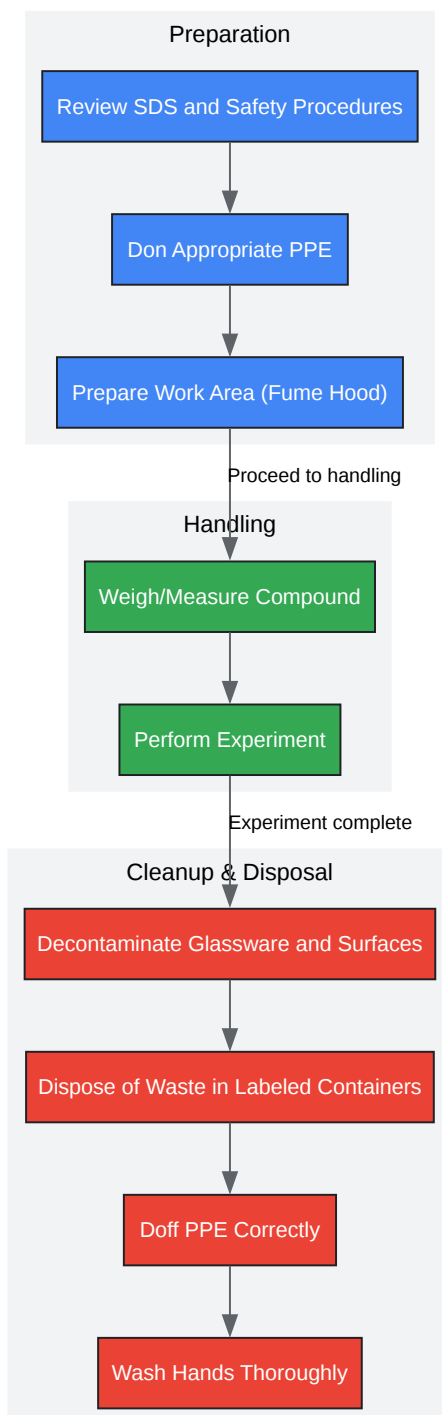 Preparation
Review SDS and Safety Procedures
Don Appropriate PPE
Prepare Work Area (Fume Hood)
Proceed to handling
Handling
Weigh/Measure Compound
Perform Experiment
Experiment complete
Cleanup & Disposal
Decontaminate Glassware and Surfaces
Dispose of Waste in Labeled Containers
Doff PPE Correctly
Wash Hands Thoroughly